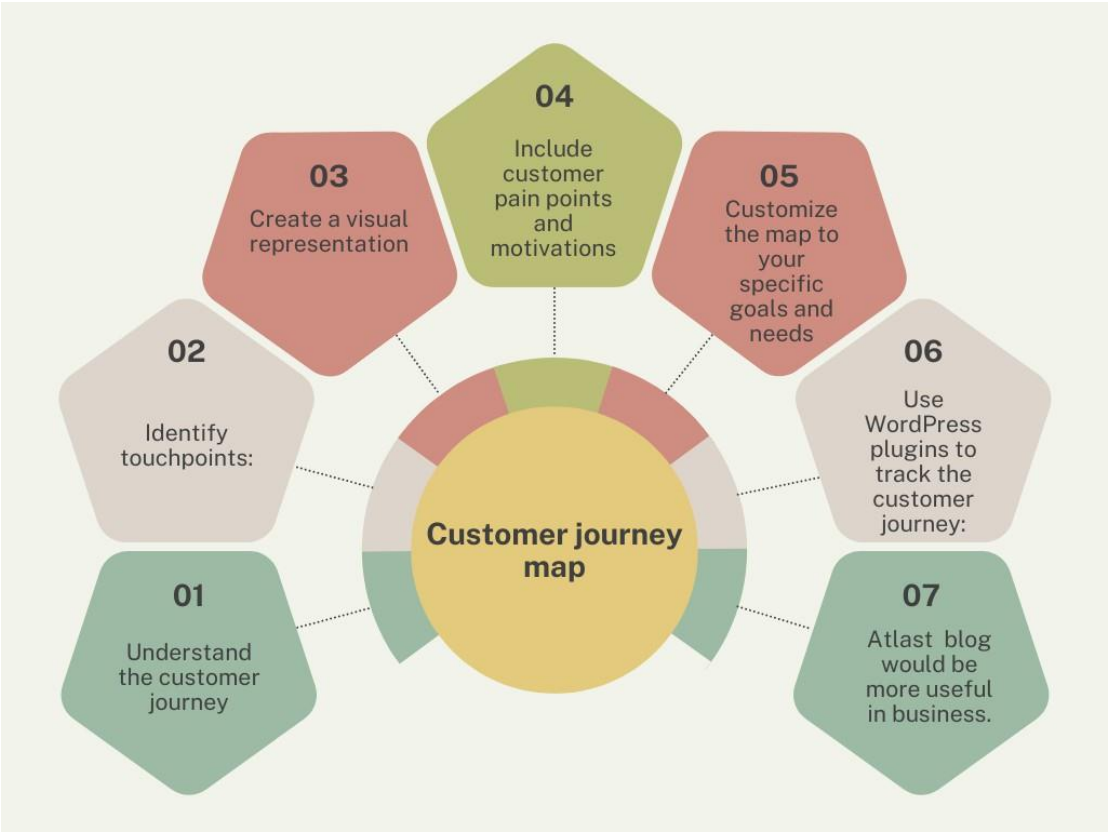 01
Understand
the customer
journey
02
Identify
touchpoints:
03
Create a visual
representation
04
Include
customer
pain points
and
motivations
05
Customize
the map to
your
specific
goals and
needs
06
Use
WordPress
plugins to
track the
customer
journey:
07
Atlast blog
would be
more useful
in business.
Customer journey
map